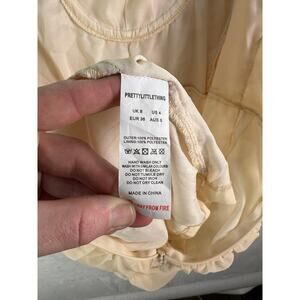 PRETTYLITTLETHING
UK 8 US 4
EUR 36 AUS 8
OUTER:100% POLYESTER
LINING:100% POLYESTER
HAND WASH ONLY
WASH WITH SIMILAR COLOURS
DO NOT BLEACH
DO NOT TUMBLE DRY
DO NOT IRON
DO NOT DRY CLEAN
MADE IN CHINA
FROM FIRE